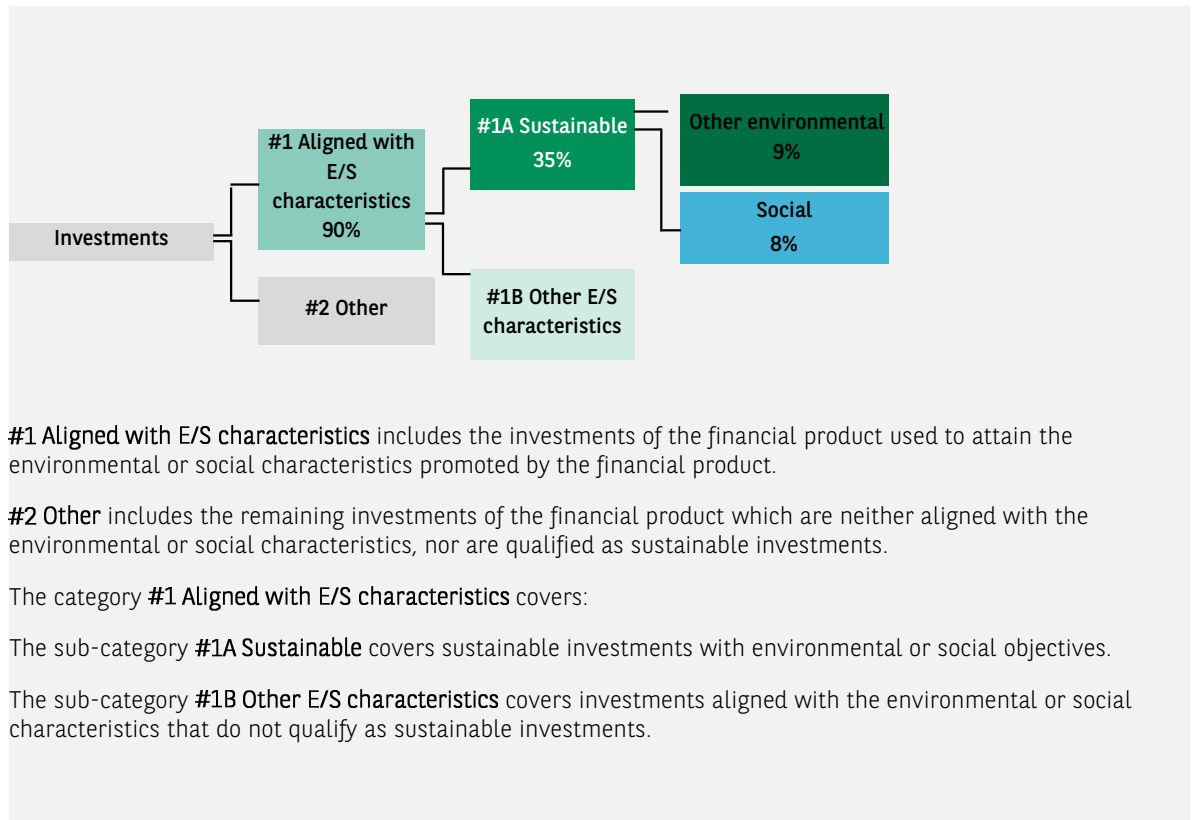 Investments
#1 Aligned with
E/S
characteristics
90%
#2 Other
#1A Sustainable
35%
#1B Other E/S
characteristics
Other environmental
9%
Social
8%
#1 Aligned with E/S characteristics includes the investments of the financial product used to attain the
environmental or social characteristics promoted by the financial product.
#2 Other includes the remaining investments of the financial product which are neither aligned with the
environmental or social characteristics, nor are qualified as sustainable investments.
The category #1 Aligned with E/S characteristics covers:
The sub-category #1A Sustainable covers sustainable investments with environmental or social objectives.
The sub-category #1B Other E/S characteristics covers investments aligned with the environmental or social
characteristics that do not qualify as sustainable investments.